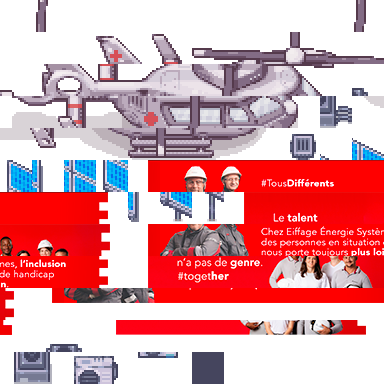 #TousDifférents
Le talent
Chez Eiffage Énergie Systèm
des personnes en situation
nous porte toujours plus loi
mes, l'inclusion
de handicap
n.
n'a pas de genre.
#together